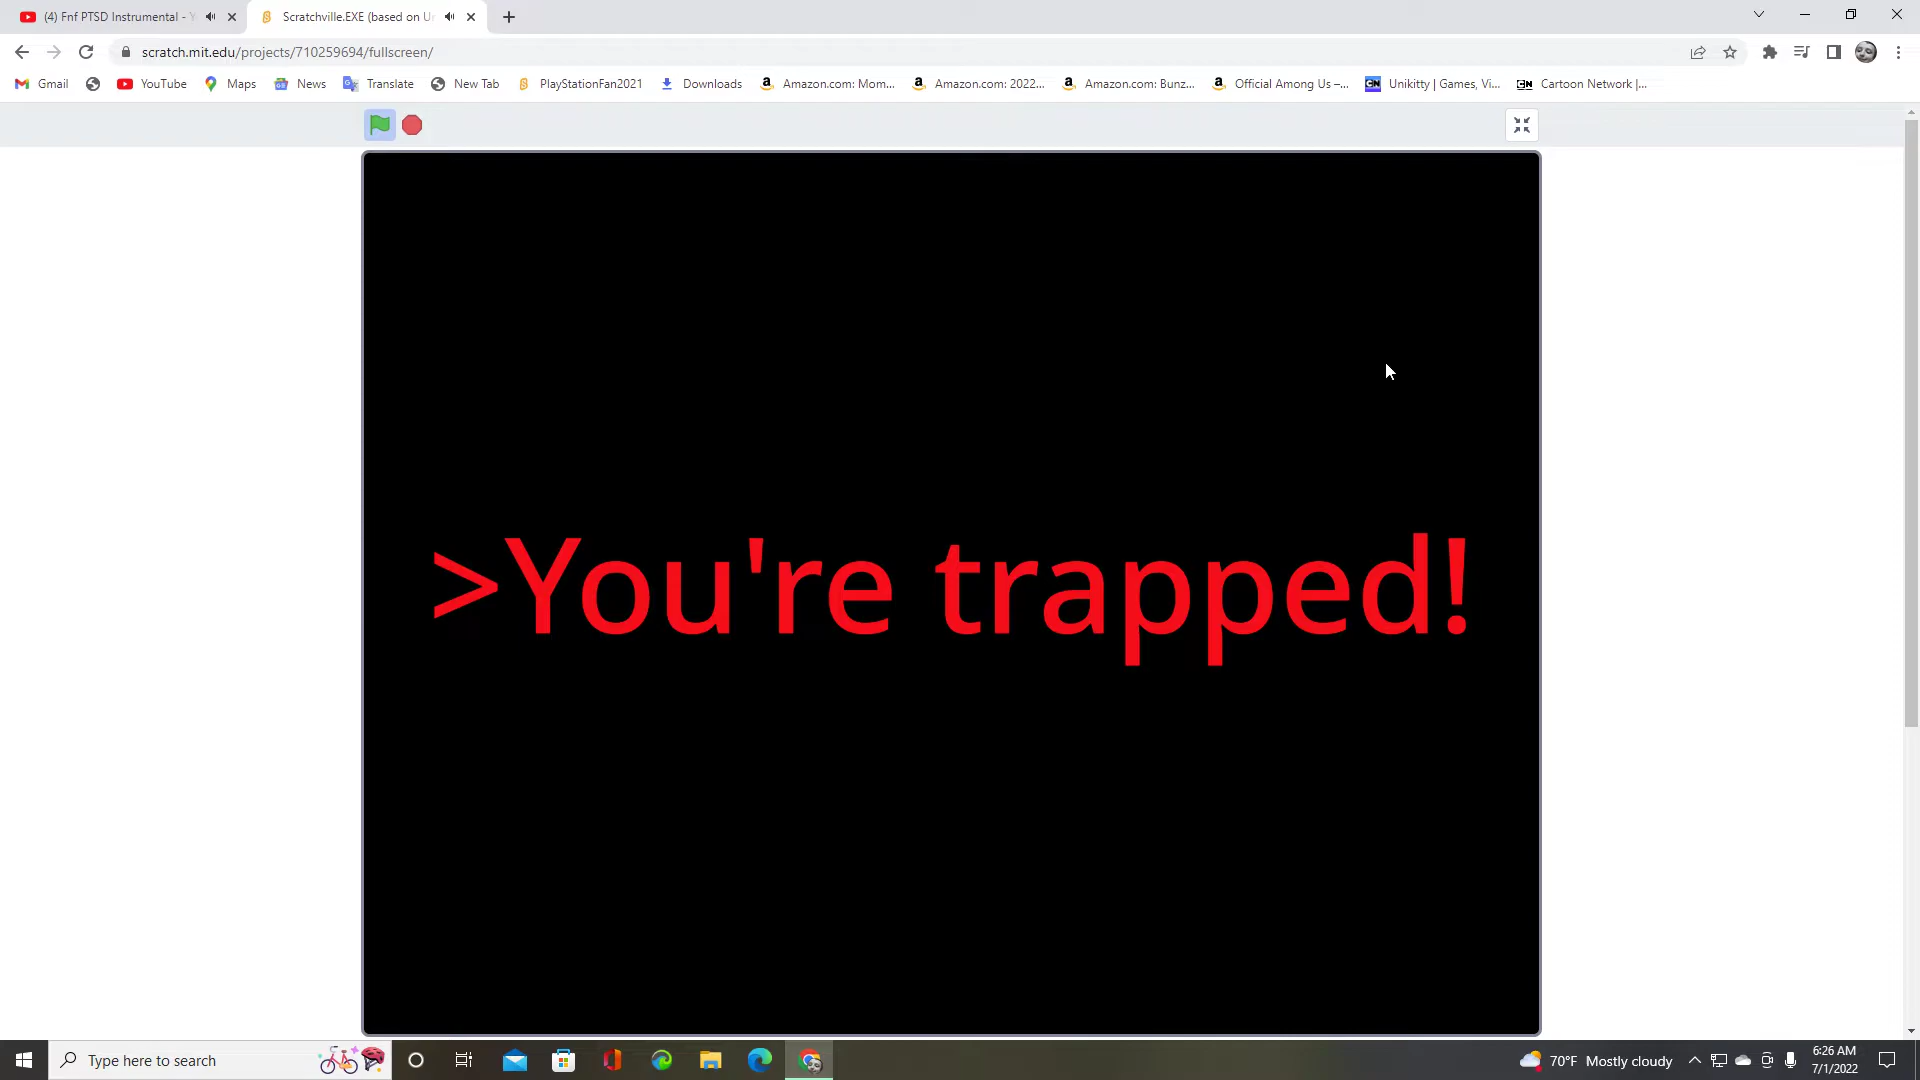 (4) Fnf PTSD Instrumental -
Scratchville.EXE (based on
scratch.mit.edu/projects/710259694/fullscreen/
Gmail
YouTube
Maps
News
Translate
New Tab
PlayStationFan2021
Downloads
Amazon.com: Mom...
Amazon.com: 2022...
Amazon.com: Bunz...
Official Among Us –...
Unikitty | Games, Vi...
Cartoon Network |...
>You're trapped!
Type here to search
70°F Mostly cloudy
6:26 AM
7/1/2022